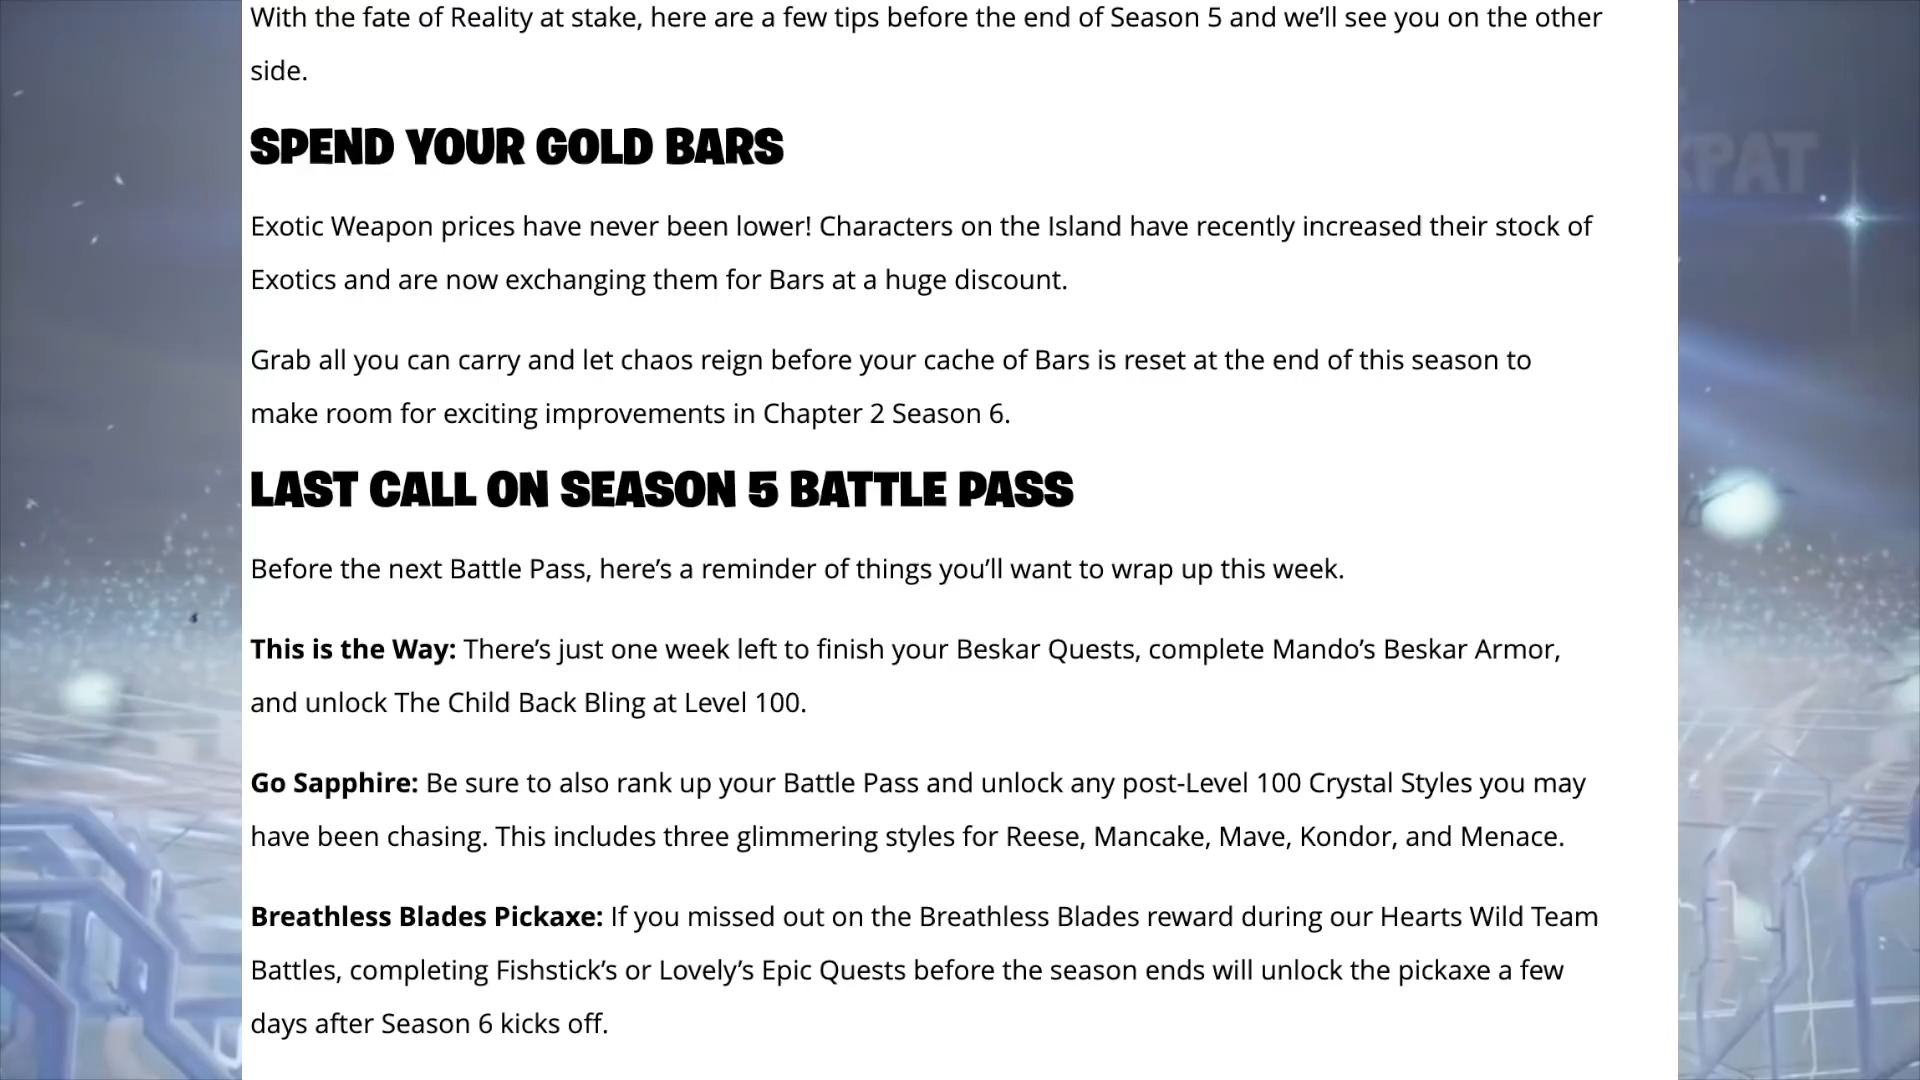 With the fate of Reality at stake, here are a few tips before the end of Season 5 and we’ll see you on the other
side.
SPEND YOUR GOLD BARS
Exotic Weapon prices have never been lower! Characters on the Island have recently increased their stock of
Exotics and are now exchanging them for Bars at a huge discount.
Grab all you can carry and let chaos reign before your cache of Bars is reset at the end of this season to
make room for exciting improvements in Chapter 2 Season 6.
LAST CALL ON SEASON 5 BATTLE PASS
Before the next Battle Pass, here’s a reminder of things you’ll want to wrap up this week.
This is the Way: There’s just one week left to finish your Beskar Quests, complete Mando’s Beskar Armor,
and unlock The Child Back Bling at Level 100.
Go Sapphire: Be sure to also rank up your Battle Pass and unlock any post-Level 100 Crystal Styles you may
have been chasing. This includes three glimmering styles for Reese, Mancake, Mave, Kondor, and Menace.
Breathless Blades Pickaxe: If you missed out on the Breathless Blades reward during our Hearts Wild Team
Battles, completing Fishstick’s or Lovely’s Epic Quests before the season ends will unlock the pickaxe a few
days after Season 6 kicks off.